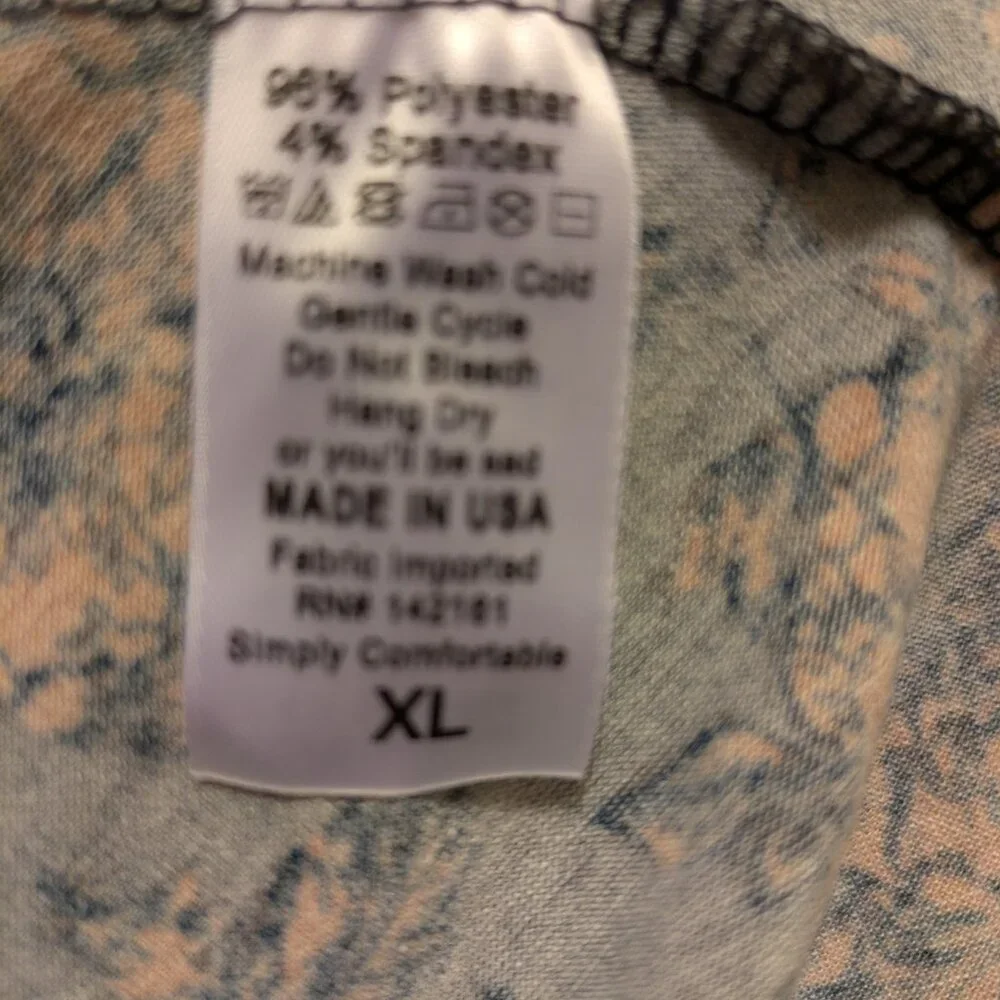 96% Polyester
4% Spandex
Machine Wash Cold
Gentle Cycle
Do Not Bleach
Hang Dry
or you'll be sad
MADE IN USA
Fabric Imported
RN# 142181
Simply Comfortable
XL